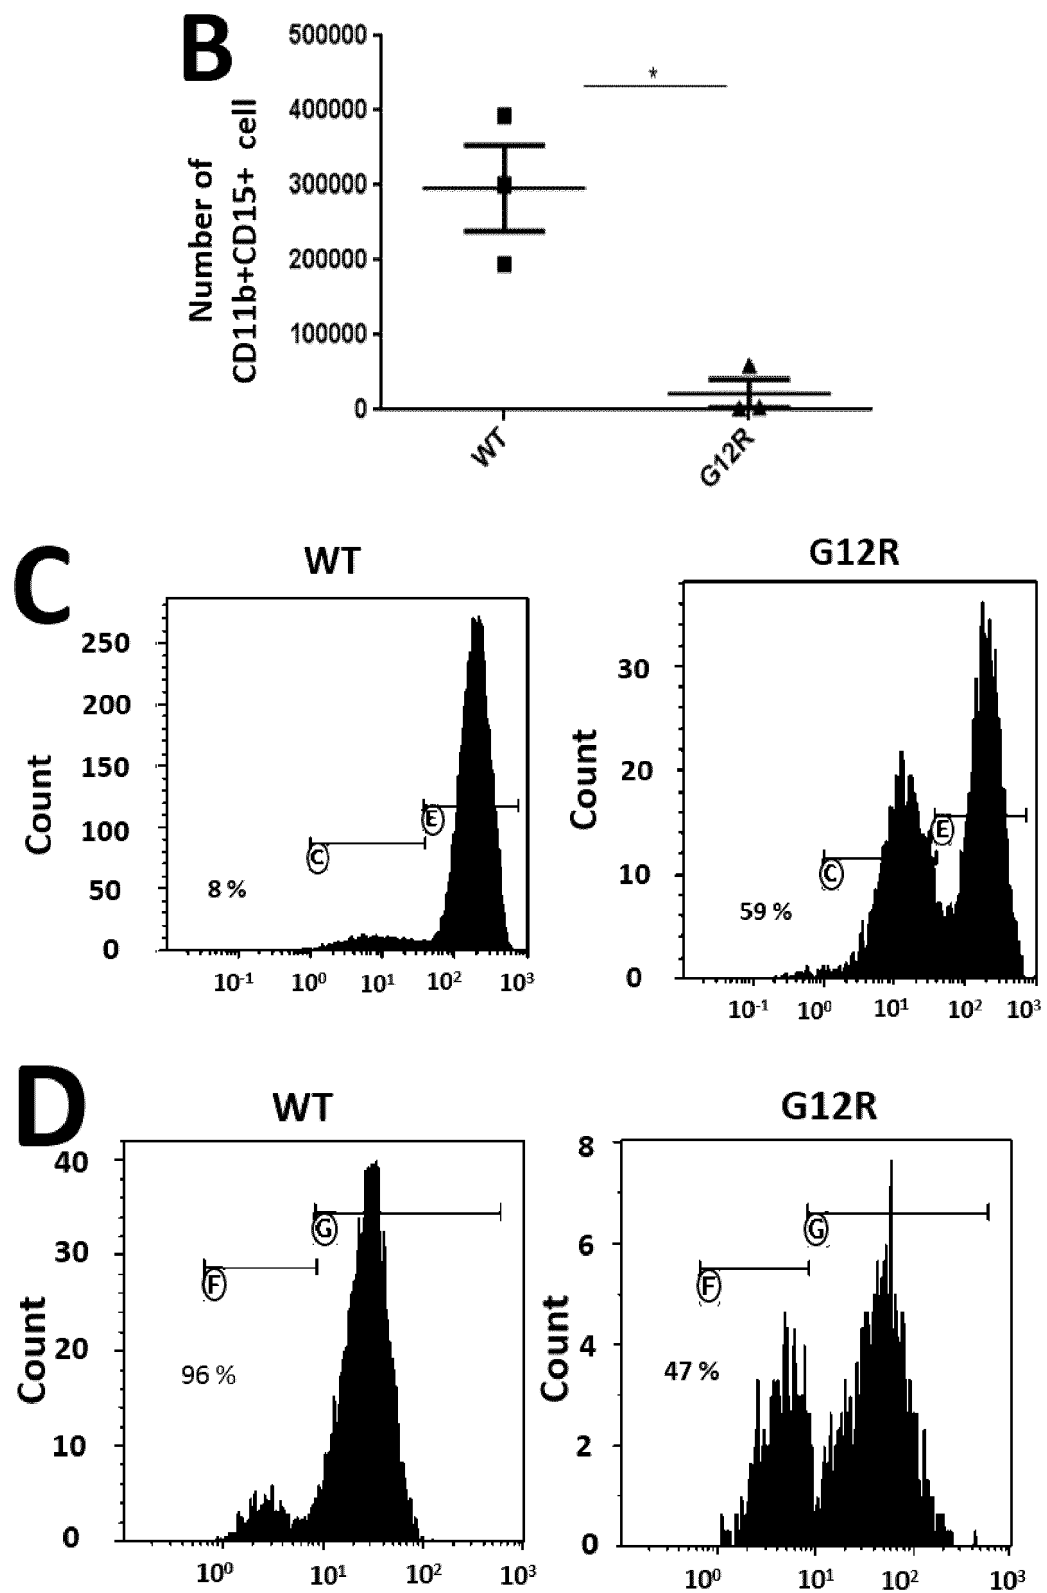 B
Number of
CD11b+CD15+ cell
500000
400000
300000
200000
100000
0
*
WT
G12R
C
WT
Count
250
200
150
100
50
0
E
C
8 %
10-1 100 101 102 103
G12R
Count
30
20
10
0
E
C
59 %
10-1 100 101 102 103
D
WT
Count
40
30
20
10
0
G
F
96 %
100 101 102 103
G12R
Count
8
6
4
2
0
G
F
47 %
100 101 102 103